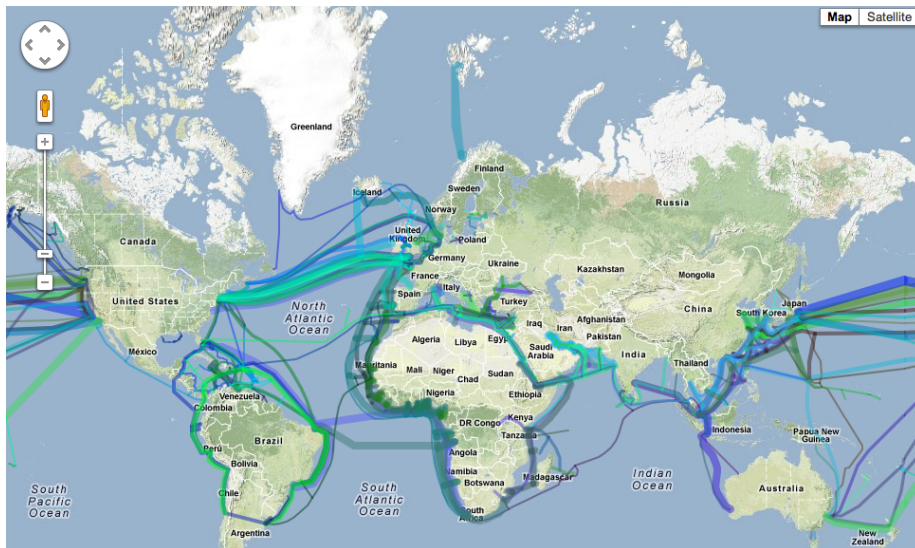 Map Satellite
Greenland
Finland
Iceland
Sweden
Norway
Russia
Canada
United
Kingdom
Poland
Germany
Ukraine
France
Kazakhstan
Mongolia
United States
Spain
Italy
Turkey
Japan
South Korea
North
Atlantic
Ocean
China
Afghanistan
Iraq
Iran
Pakistan
Algeria
Libya
Egypt
Saudi
Arabia
México
India
Mauritania
Mali
Niger
Chad
Sudan
Thailand
Nigeria
Ethiopia
Venezuela
Colombia
DR Congo
Kenya
Indonesia
Tanzania
Papua New
Guinea
Brazil
Perú
Angola
Bolivia
Namibia
Botswana
Madagascar
Indian
Ocean
Australia
South
Pacific
Ocean
Chile
South
Atlantic
Ocean
South
Africa
Argentina
New
Zealand